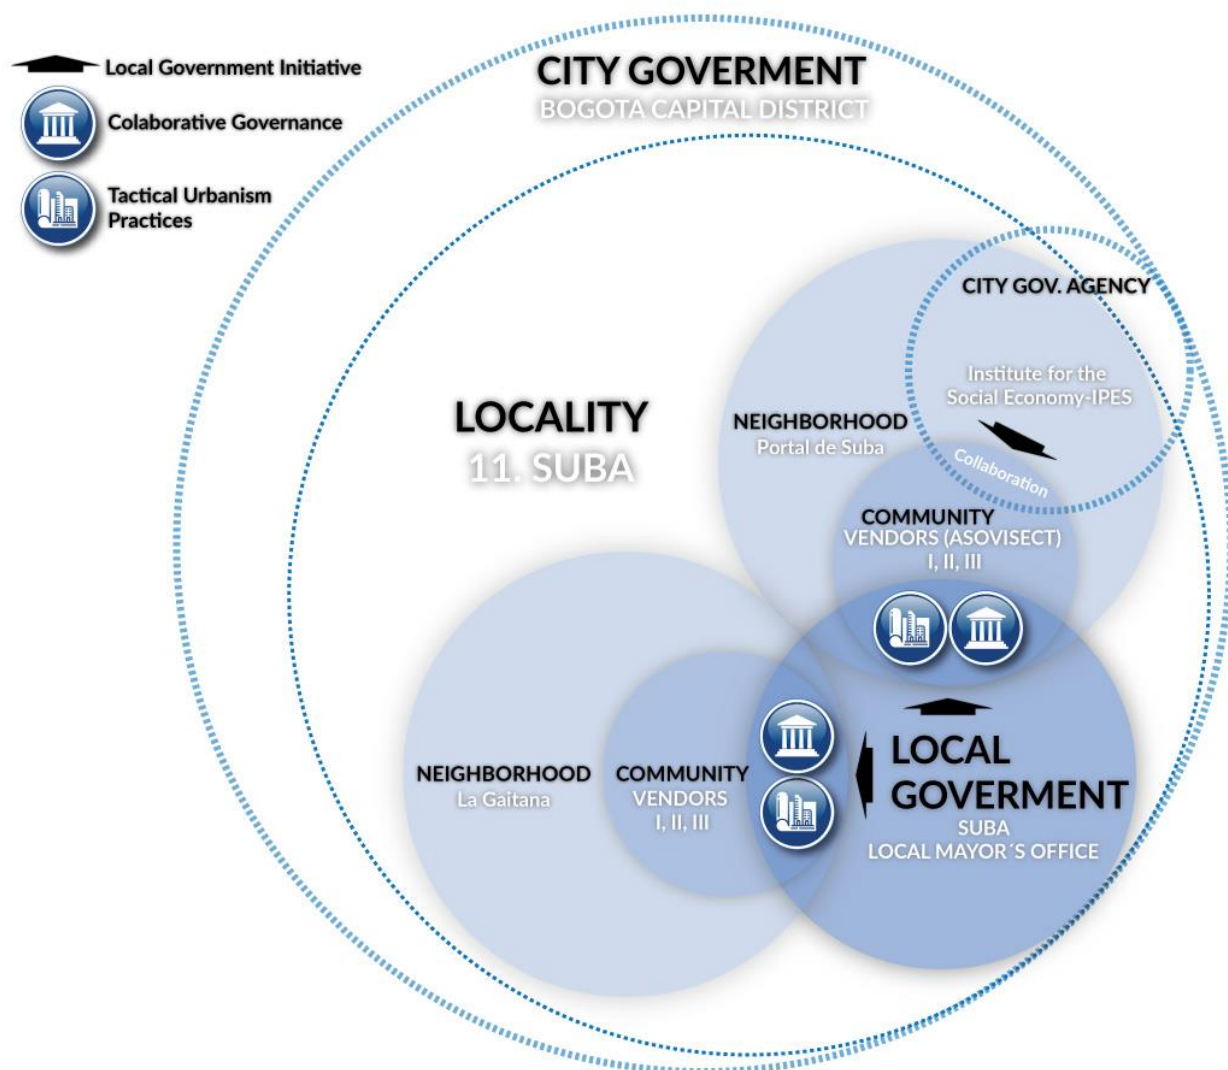 Local Government Initiative
Colaborative Governance
Tactical Urbanism
Practices
CITY GOVERMENT
BOGOTA CAPITAL DISTRICT
CITY GOV. AGENCY
Institute for the
Social Economy-IPES
Collaboration
LOCALITY
11. SUBA
NEIGHBORHOOD
Portal de Suba
COMMUNITY
VENDORS (ASOVISECT)
I, II, III
NEIGHBORHOOD
La Gaitana
COMMUNITY
VENDORS
I, II, III
LOCAL
GOVERMENT
SUBA
LOCAL MAYOR´S OFFICE